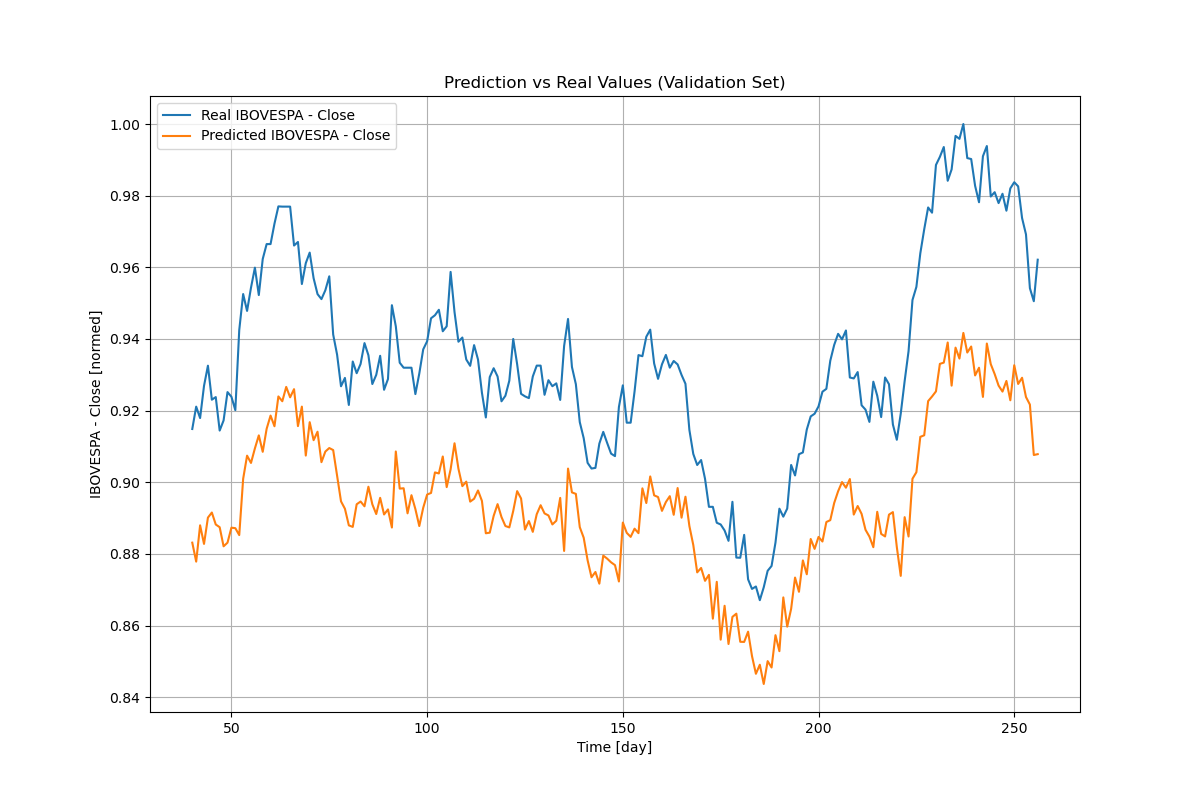 Prediction vs Real Values (Validation Set)
Real IBOVESPA - Close
Predicted IBOVESPA - Close
IBOVESPA - Close [normed]
1.00
0.98
0.96
0.94
0.92
0.90
0.88
0.86
0.84
50
100
150
200
250
Time [day]